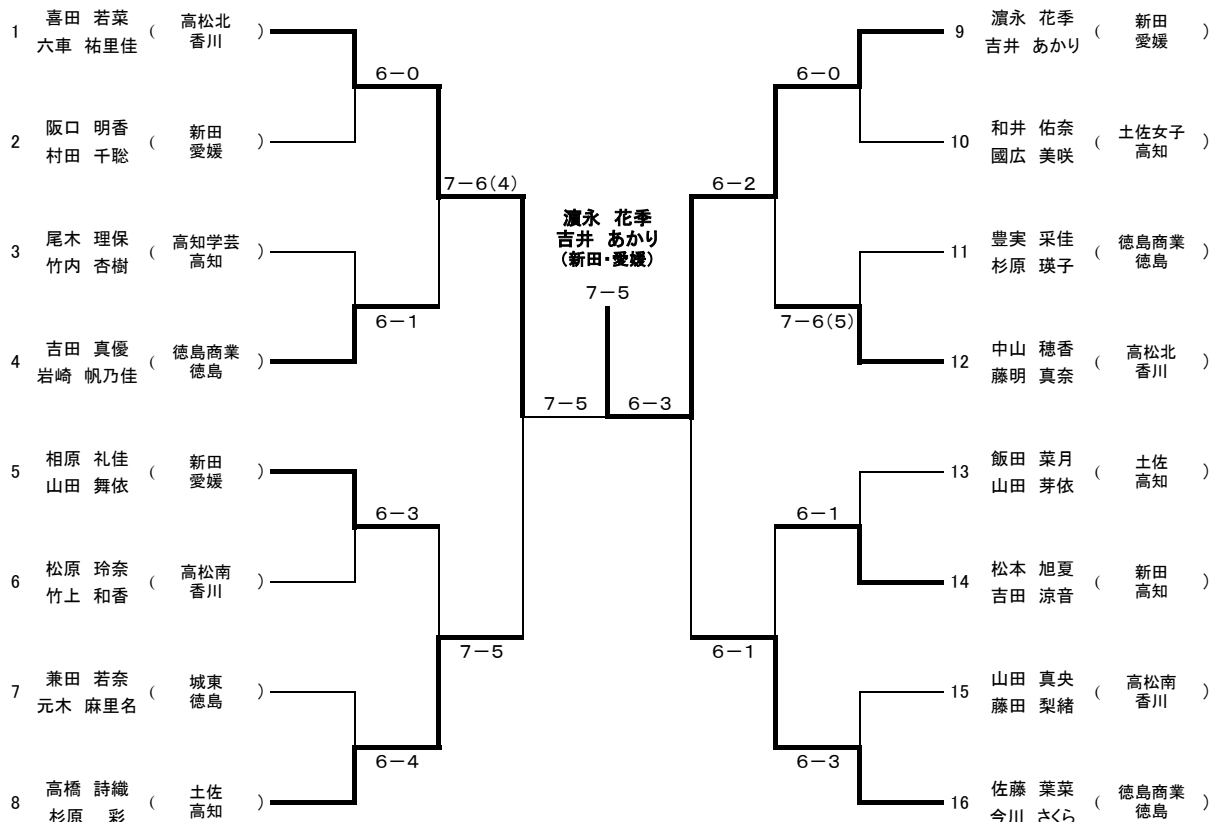 1 喜田 若菜 ( 高松北 )
六車 祐里佳 香川
6-0
2 阪口 明香 ( 新田 )
村田 千聡 愛媛
7-6(4)
3 尾木 理保 ( 高知学芸 )
竹内 杏樹 高知
6-1
4 吉田 真優 ( 徳島商業 )
岩崎 帆乃佳 徳島
7-5
5 相原 礼佳 ( 新田 )
山田 舞依 愛媛
6-3
6 松原 玲奈 ( 高松南 )
竹上 和香 香川
7-5
7 兼田 若奈 ( 城東 )
元木 麻里名 徳島
6-4
8 高橋 詩織 ( 土佐 )
杉原 彩 高知
濵永 花季
吉井 あかり
(新田・愛媛)
7-5
9 濵永 花季 ( 新田 )
吉井 あかり 愛媛
6-0
10 和井 佑奈 ( 土佐女子 )
國広 美咲 高知
6-2
11 豊実 采佳 ( 徳島商業 )
杉原 瑛子 徳島
7-6(5)
12 中山 穂香 ( 高松北 )
藤明 真奈 香川
6-3
13 飯田 菜月 ( 土佐 )
山田 芽依 高知
6-1
14 松本 旭夏 ( 新田 )
吉田 涼音 高知
6-1
15 山田 真央 ( 高松南 )
藤田 梨緒 香川
6-3
16 佐藤 葉菜 ( 徳島商業 )
今川 さくら 徳島